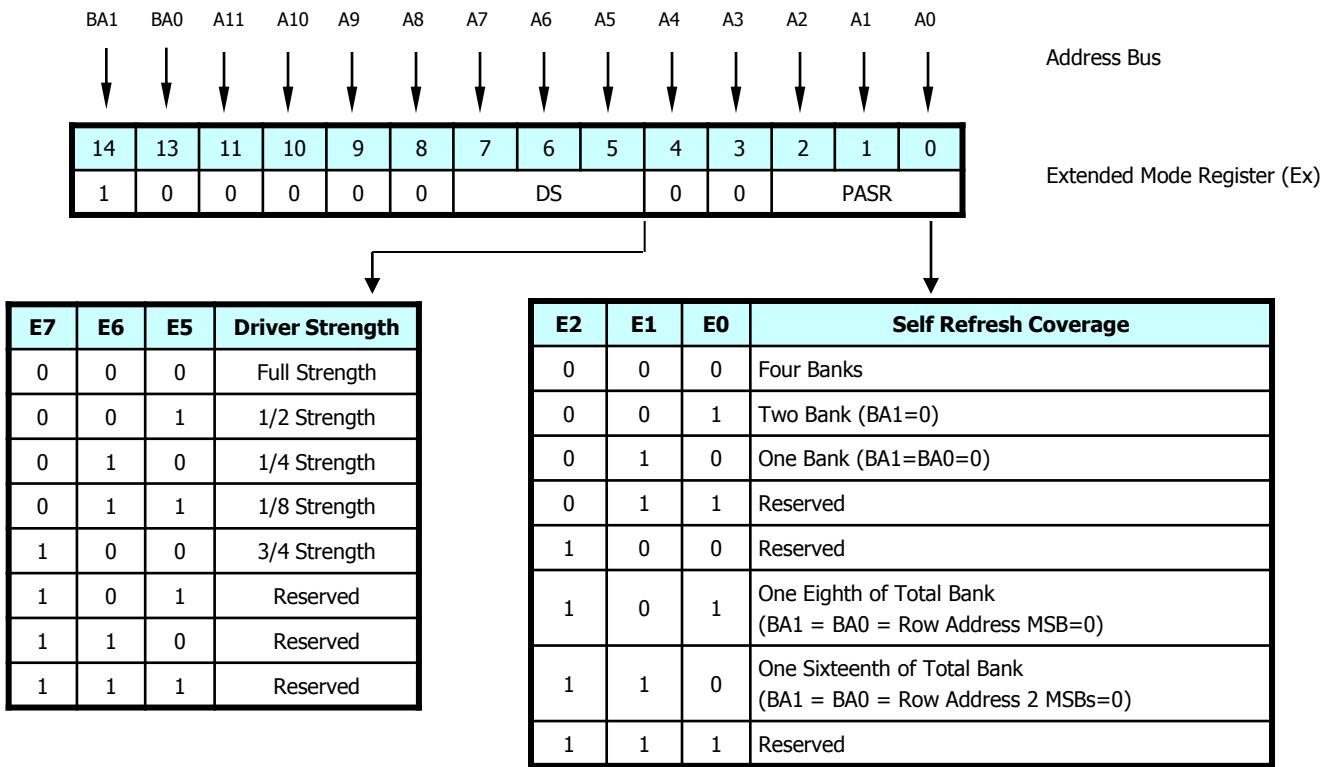 BA1 BA0 A11 A10 A9 A8 A7 A6 A5 A4 A3 A2 A1 A0
Address Bus
14 13 11 10 9 8 7 6 5 4 3 2 1 0
1 0 0 0 0 0 DS 0 0 PASR
Extended Mode Register (Ex)
E7 E6 E5 Driver Strength
0 0 0 Full Strength
0 0 1 1/2 Strength
0 1 0 1/4 Strength
0 1 1 1/8 Strength
1 0 0 3/4 Strength
1 0 1 Reserved
1 1 0 Reserved
1 1 1 Reserved
E2 E1 E0 Self Refresh Coverage
0 0 0 Four Banks
0 0 1 Two Bank (BA1=0)
0 1 0 One Bank (BA1=BA0=0)
0 1 1 Reserved
1 0 0 Reserved
1 0 1 One Eighth of Total Bank
(BA1 = BA0 = Row Address MSB=0)
1 1 0 One Sixteenth of Total Bank
(BA1 = BA0 = Row Address 2 MSBs=0)
1 1 1 Reserved